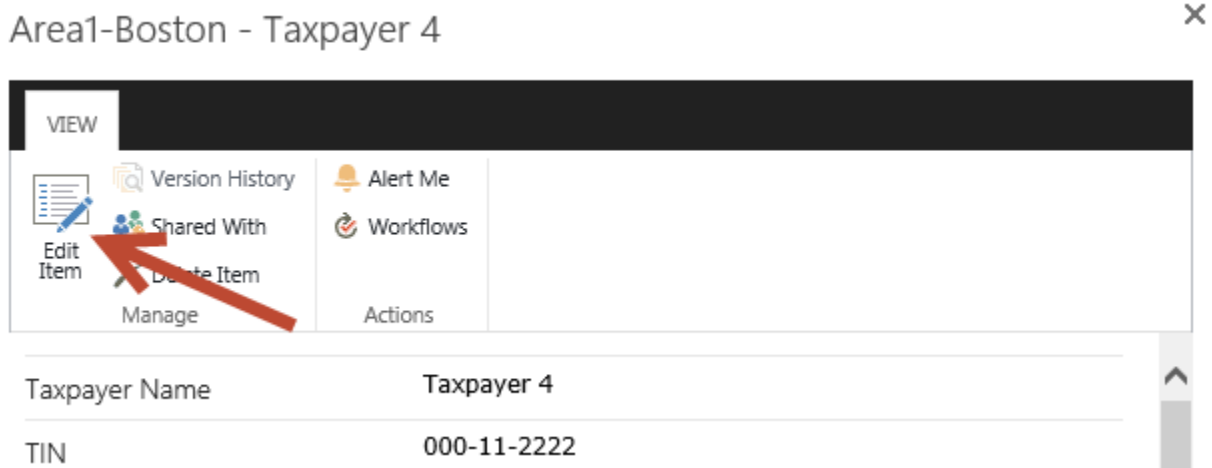 Area1-Boston - Taxpayer 4
VIEW
Edit
Item
Version History
Shared With
Delete Item
Manage
Alert Me
Workflows
Actions
Taxpayer Name Taxpayer 4
TIN 000-11-2222